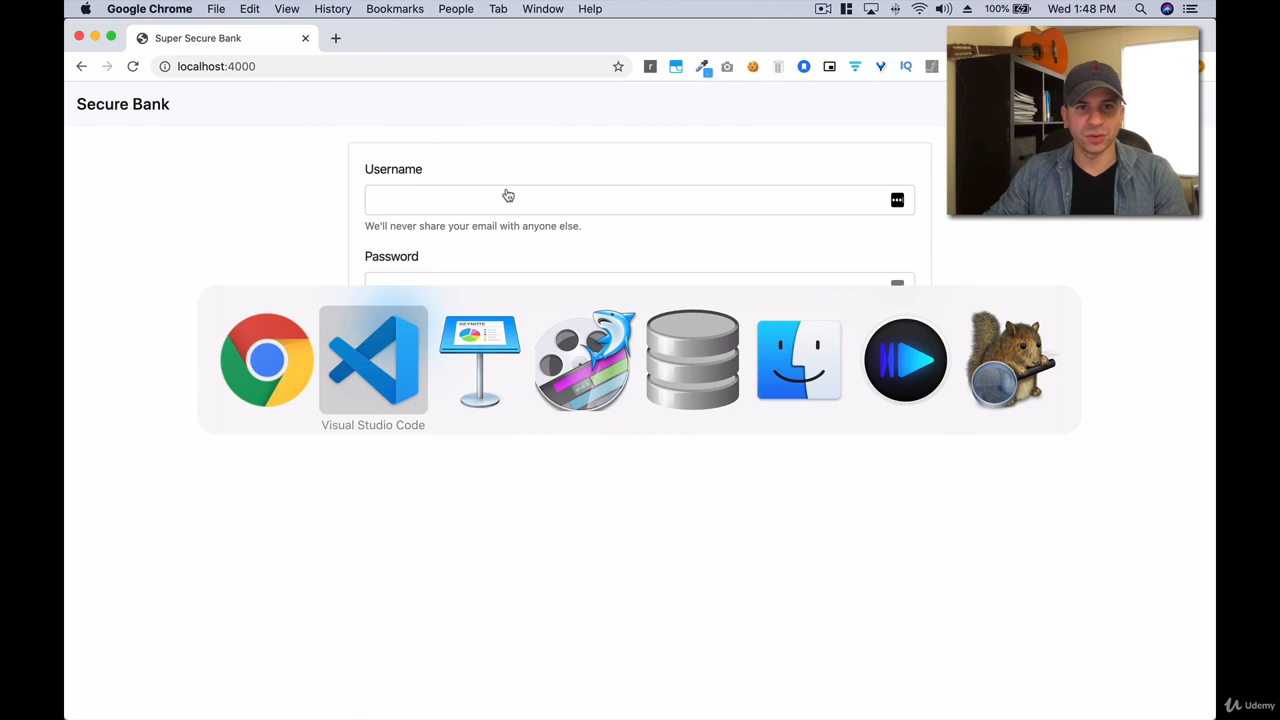 Google Chrome File Edit View History Bookmarks People Tab Window Help 100% Wed 1:48 PM
Super Secure Bank
localhost:4000
IQ
Secure Bank
Username
We'll never share your email with anyone else.
Password
KEYNOTE
Visual Studio Code
Udemy